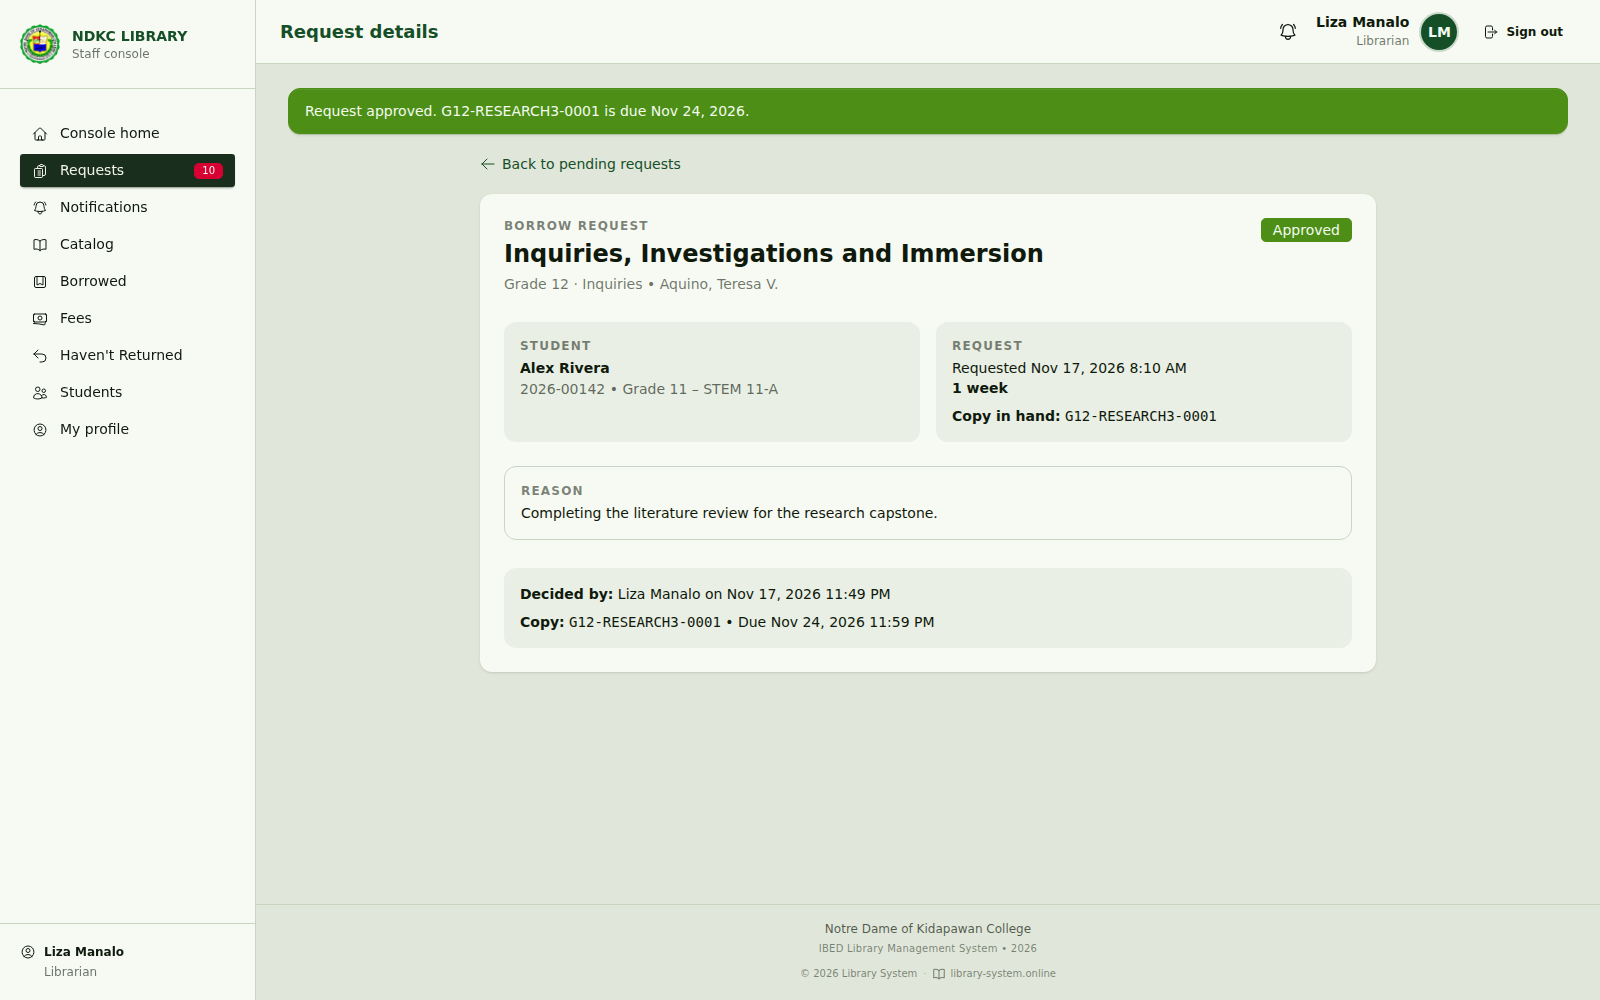 NDKC LIBRARY
Staff console
Console home
Requests 10
Notifications
Catalog
Borrowed
Fees
Haven't Returned
Students
My profile
Liza Manalo
Librarian
Request details
Liza Manalo
Librarian
LM
Sign out
Request approved. G12-RESEARCH3-0001 is due Nov 24, 2026.
Back to pending requests
BORROW REQUEST
Approved
Inquiries, Investigations and Immersion
Grade 12 · Inquiries • Aquino, Teresa V.
STUDENT
Alex Rivera
2026-00142 • Grade 11 – STEM 11-A
REQUEST
Requested Nov 17, 2026 8:10 AM
1 week
Copy in hand: G12-RESEARCH3-0001
REASON
Completing the literature review for the research capstone.
Decided by: Liza Manalo on Nov 17, 2026 11:49 PM
Copy: G12-RESEARCH3-0001 • Due Nov 24, 2026 11:59 PM
Notre Dame of Kidapawan College
IBED Library Management System • 2026
© 2026 Library System · library-system.online